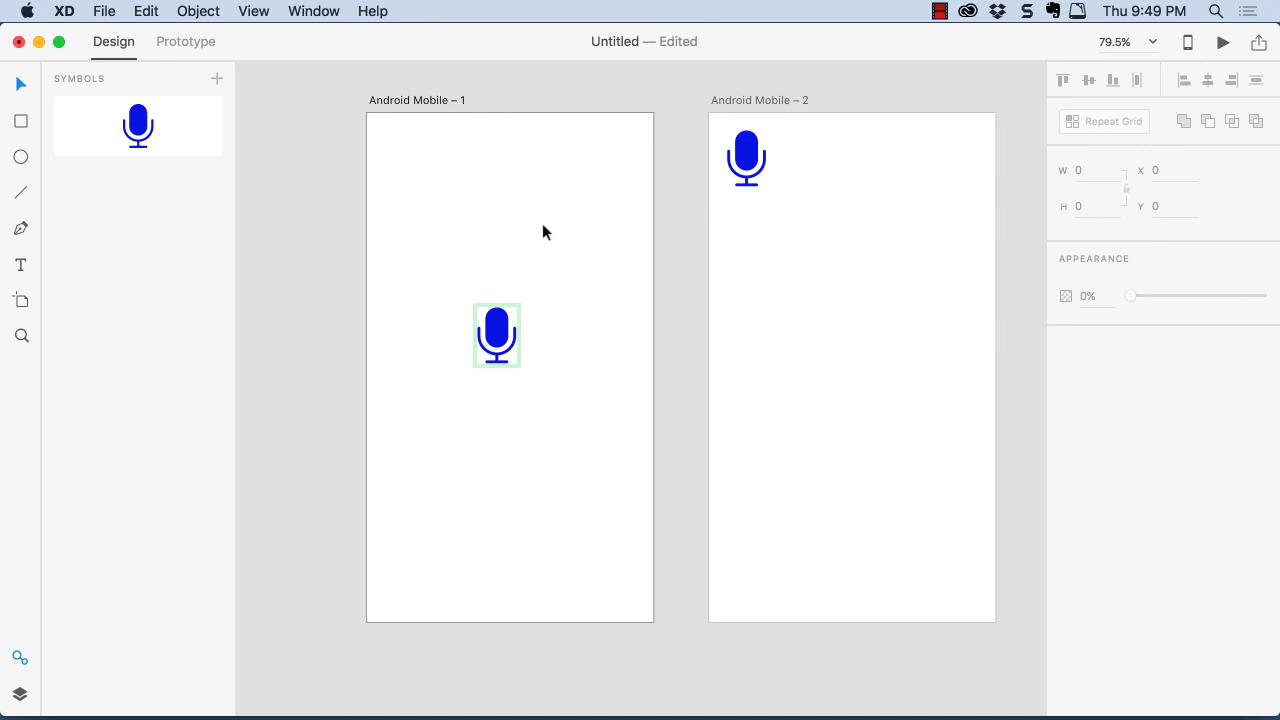 XD File Edit Object View Window Help Thu 9:49 PM
Design Prototype Untitled — Edited 79.5%
SYMBOLS
Android Mobile – 1 Android Mobile – 2
Repeat Grid
W 0 X 0
H 0 Y 0
APPEARANCE
0%